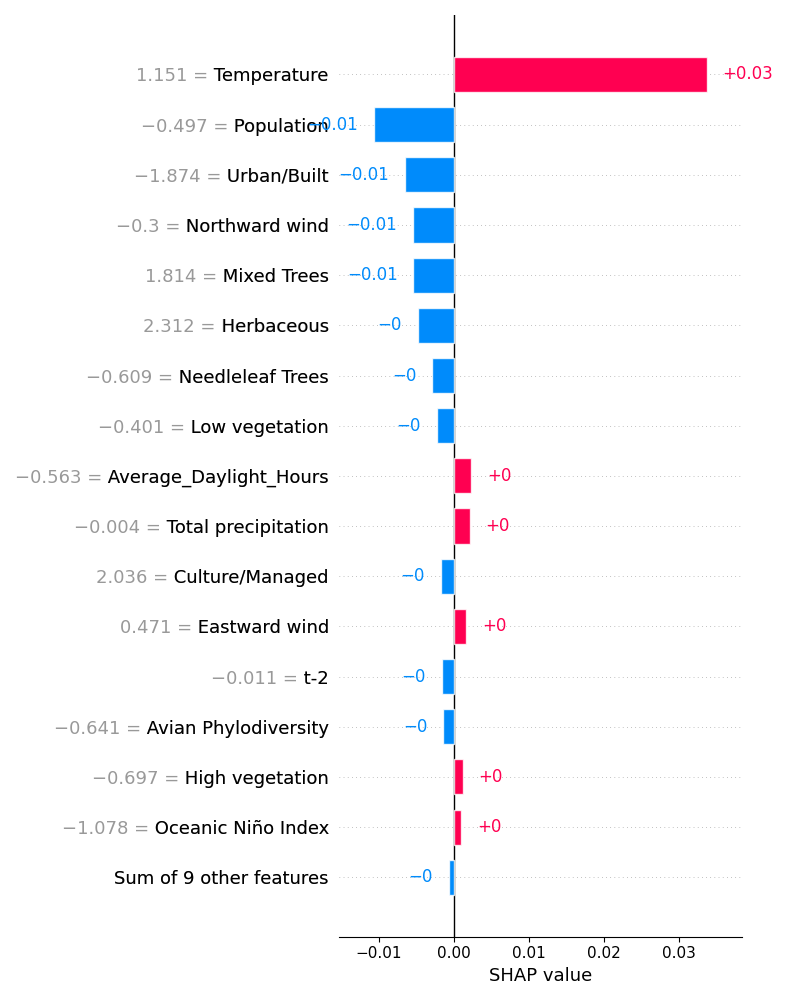 1.151 = Temperature +0.03
−0.497 = Population −0.01
−1.874 = Urban/Built −0.01
−0.3 = Northward wind −0.01
1.814 = Mixed Trees −0.01
2.312 = Herbaceous −0
−0.609 = Needleleaf Trees −0
−0.401 = Low vegetation −0
−0.563 = Average_Daylight_Hours +0
−0.004 = Total precipitation +0
2.036 = Culture/Managed −0
0.471 = Eastward wind +0
−0.011 = t-2 −0
−0.641 = Avian Phylodiversity −0
−0.697 = High vegetation +0
−1.078 = Oceanic Niño Index +0
Sum of 9 other features −0
−0.01 0.00 0.01 0.02 0.03
SHAP value